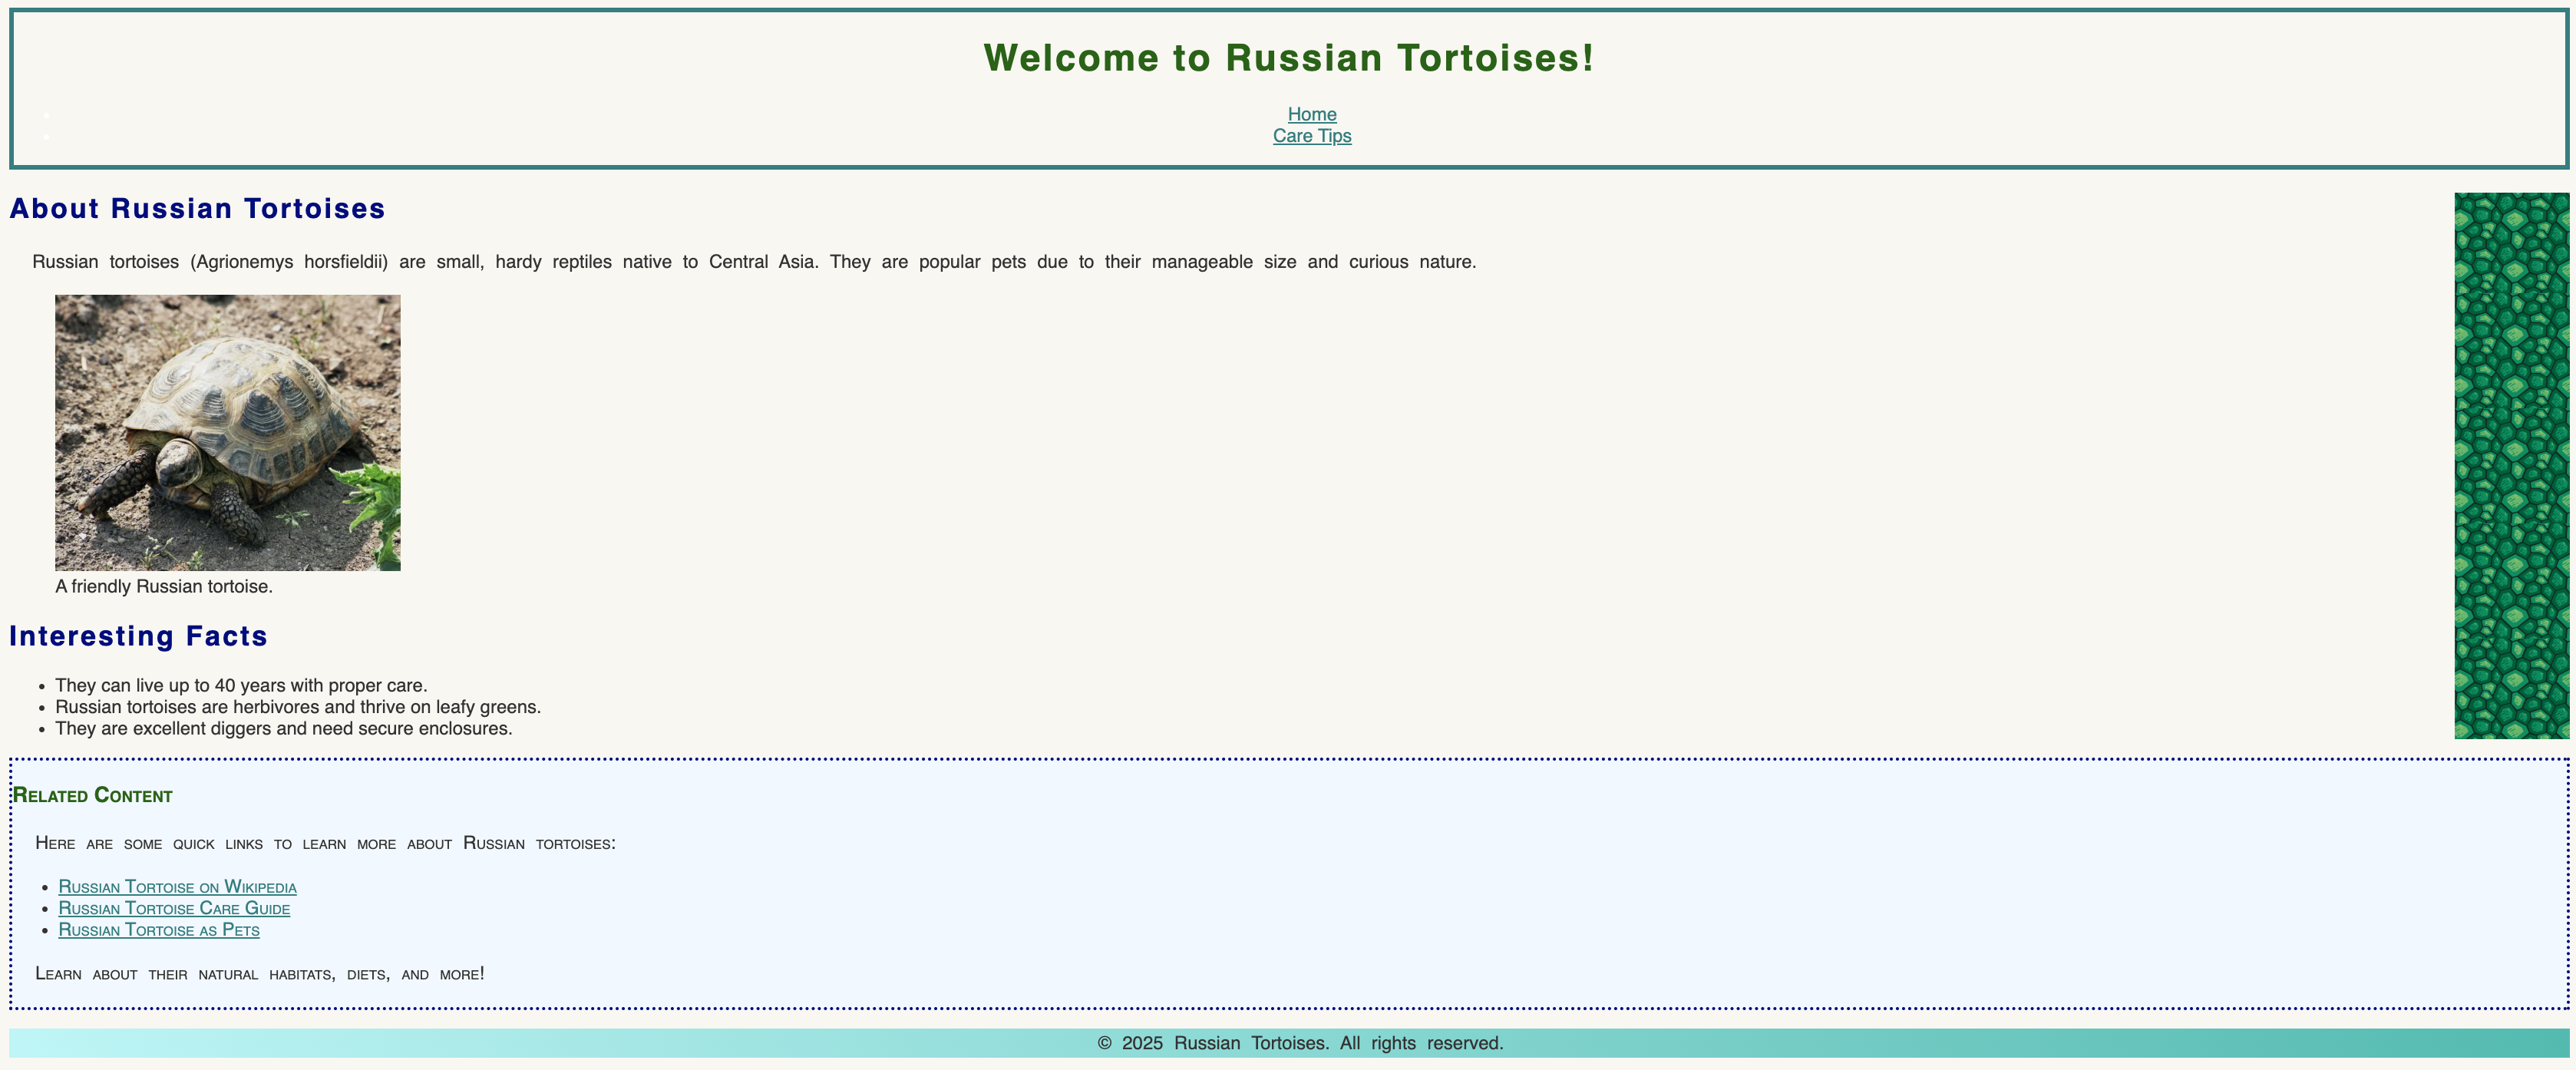 Welcome to Russian Tortoises!
Home
Care Tips
About Russian Tortoises
Russian tortoises (Agrionemys horsfieldii) are small, hardy reptiles native to Central Asia. They are popular pets due to their manageable size and curious nature.
A friendly Russian tortoise.
Interesting Facts
They can live up to 40 years with proper care.
Russian tortoises are herbivores and thrive on leafy greens.
They are excellent diggers and need secure enclosures.
Related Content
Here are some quick links to learn more about Russian tortoises:
Russian Tortoise on Wikipedia
Russian Tortoise Care Guide
Russian Tortoise as Pets
Learn about their natural habitats, diets, and more!
© 2025 Russian Tortoises. All rights reserved.